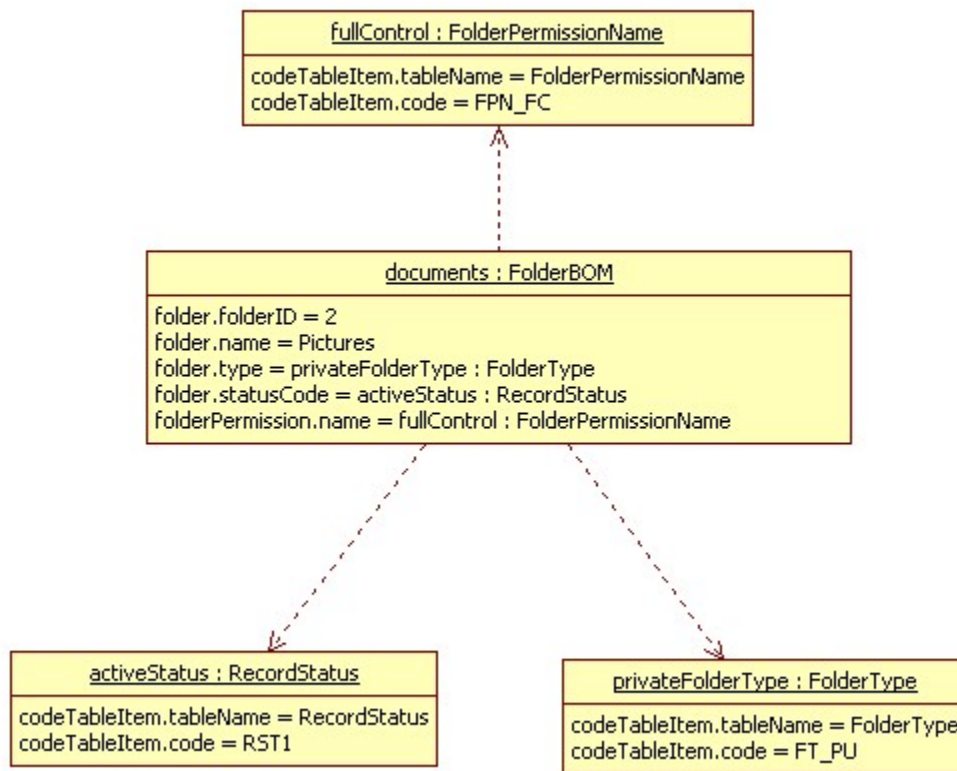 fullControl : FolderPermissionName
codeTableItem.tableName = FolderPermissionName
codeTableItem.code = FPN_FC
documents : FolderBOM
folder.folderID = 2
folder.name = Pictures
folder.type = privateFolderType : FolderType
folder.statusCode = activeStatus : RecordStatus
folderPermission.name = fullControl : FolderPermissionName
activeStatus : RecordStatus
codeTableItem.tableName = RecordStatus
codeTableItem.code = RST1
privateFolderType : FolderType
codeTableItem.tableName = FolderType
codeTableItem.code = FT_PU